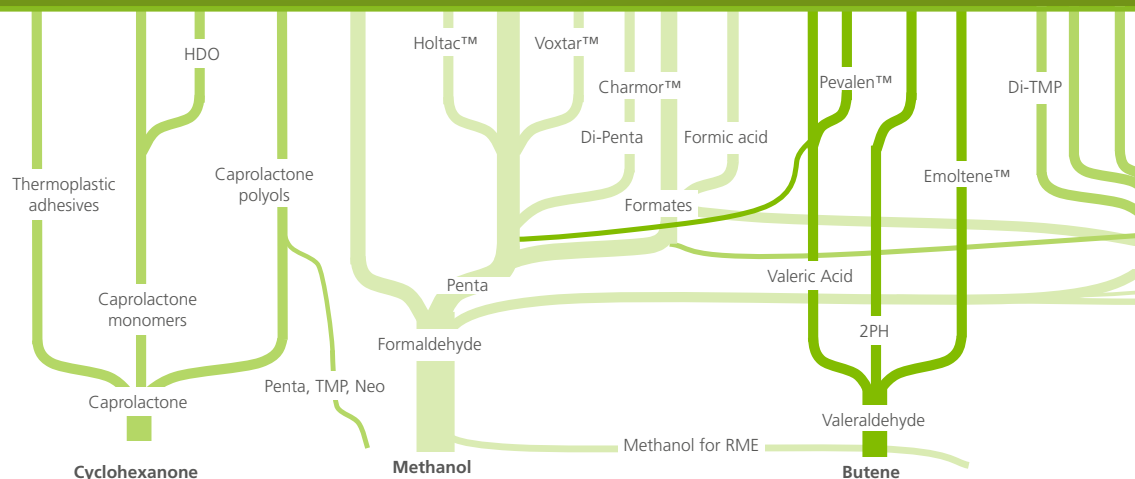 Holtac™
Voxtar™
HDO
Pevalen™
Charmor™
Di-TMP
Di-Penta
Formic acid
Caprolactone
polyols
Emoltene™
Thermoplastic
adhesives
Formates
Valeric Acid
Penta
Caprolactone
monomers
2PH
Formaldehyde
Penta, TMP, Neo
Caprolactone
Valeraldehyde
Methanol for RME
Cyclohexanone
Methanol
Butene